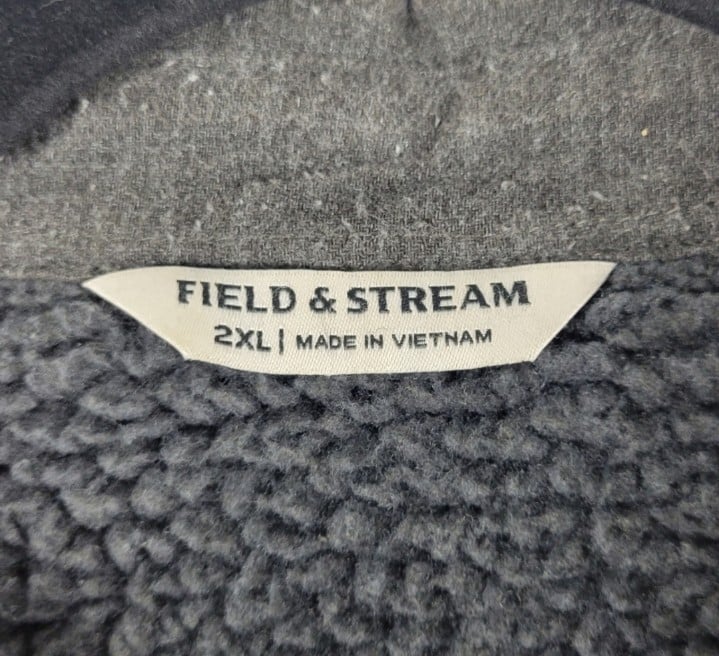 FIELD & STREAM
2XL | MADE IN VIETNAM